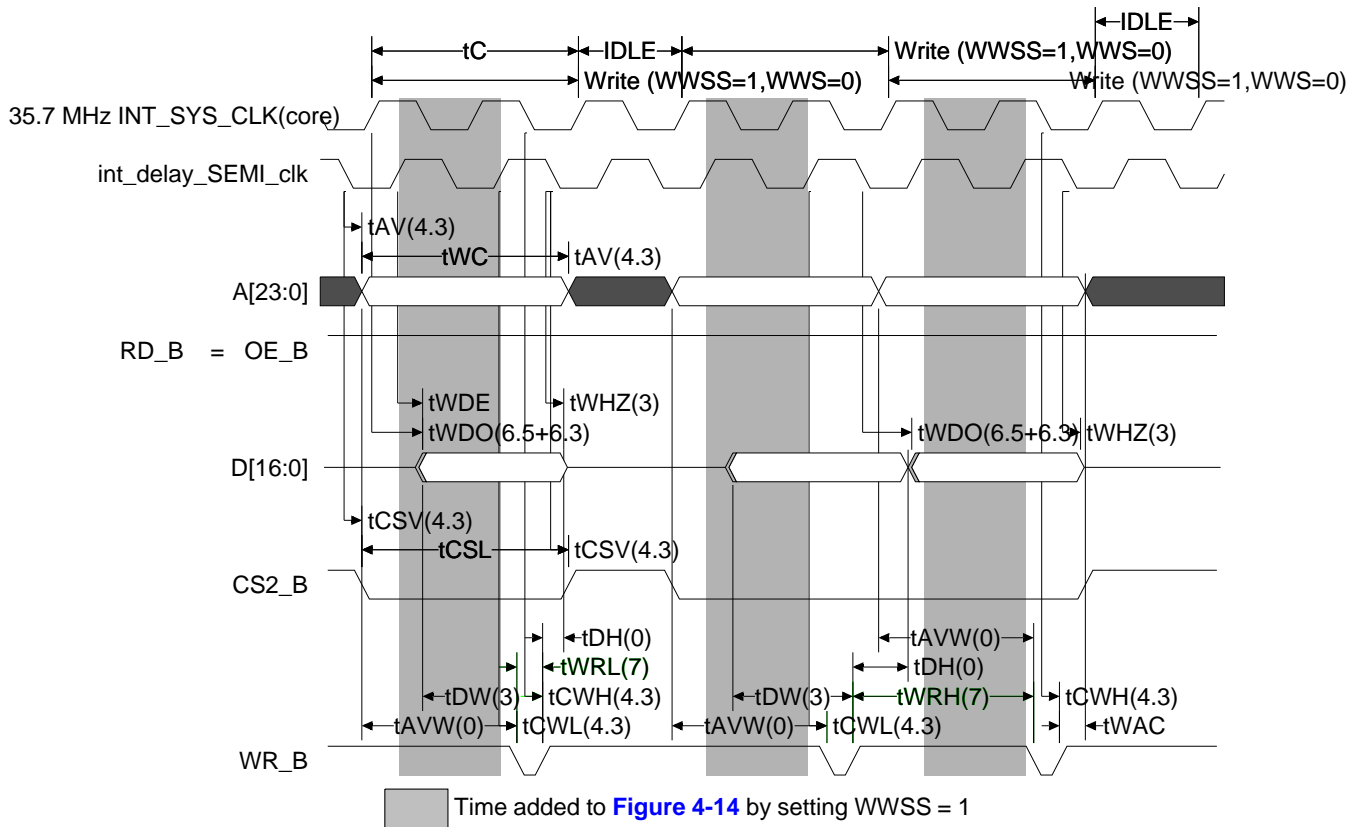 IDLE
tC
IDLE
Write (WWSS=1,WWS=0)
Write (WWSS=1,WWS=0)
Write (WWSS=1,WWS=0)
35.7 MHz INT_SYS_CLK(core)
int_delay_SEMI_clk
tAV(4.3)
tWC
tAV(4.3)
A[23:0]
RD_B = OE_B
tWDE
tWHZ(3)
tWDO(6.5+6.3)
tWDO(6.5+6.3)
tWHZ(3)
D[16:0]
tCSV(4.3)
tCSL
tCSV(4.3)
CS2_B
tDH(0)
tAVW(0)
tWRL(7)
tDH(0)
tDW(3)
tCWH(4.3)
tDW(3)
tWRH(7)
tCWH(4.3)
tAVW(0)
tCWL(4.3)
tAVW(0)
tCWL(4.3)
tWAC
WR_B
Time added to Figure 4-14 by setting WWSS = 1